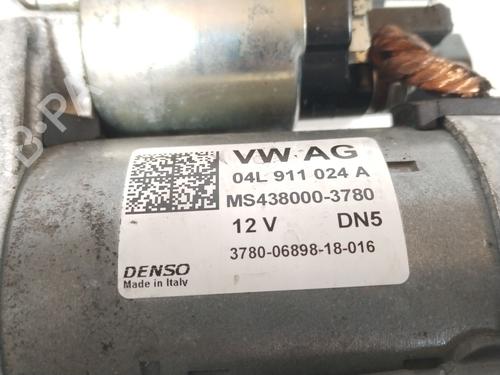 VW AG
04L 911 024 A
MS438000-3780
12 V DN5
3780-06898-18-016
DENSO
Made in Italy